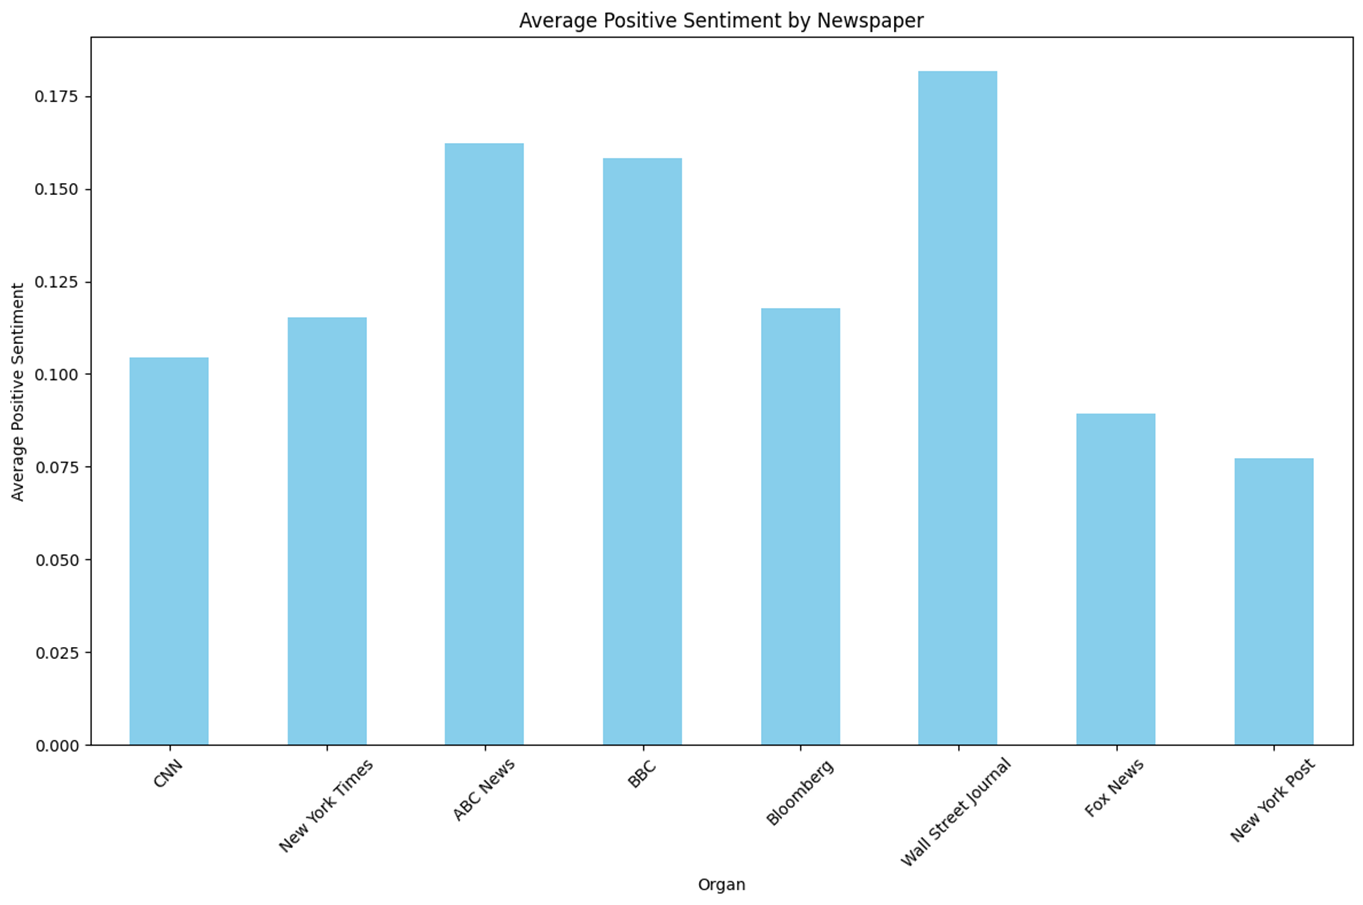 Average Positive Sentiment by Newspaper
Average Positive Sentiment
0.175
0.150
0.125
0.100
0.075
0.050
0.025
0.000
CNN
New York Times
ABC News
BBC
Bloomberg
Wall Street Journal
Fox News
New York Post
Organ